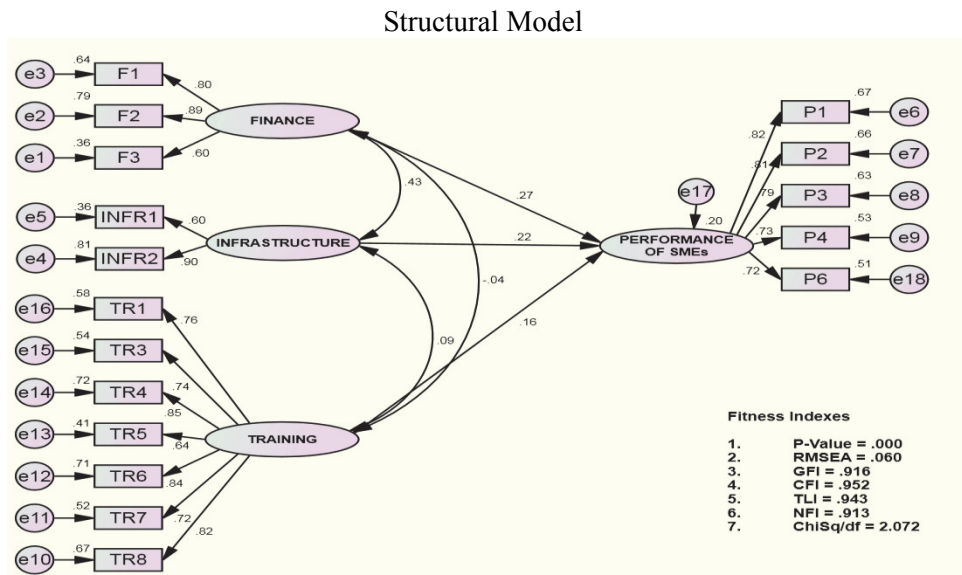 Structural Model
e3 .64 F1 .80
e2 .79 F2 .89
e1 .36 F3 .60
FINANCE
e5 .36 INFR1 .60
e4 .81 INFR2 .90
INFRASTRUCTURE
e16 .58 TR1 .76
e15 .54 TR3 .74
e14 .72 TR4 .85
e13 .41 TR5 .64
e12 .71 TR6 .84
e11 .52 TR7 .72
e10 .67 TR8 .82
TRAINING
.43
.09
-.04
.27
.22
.16
e17
.20
PERFORMANCE
OF SMEs
.82 P1 .67 e6
.81 P2 .66 e7
.79 P3 .63 e8
.73 P4 .53 e9
.72 P6 .51 e18
Fitness Indexes
1. P-Value = .000
2. RMSEA = .060
3. GFI = .916
4. CFI = .952
5. TLI = .943
6. NFI = .913
7. ChiSq/df = 2.072